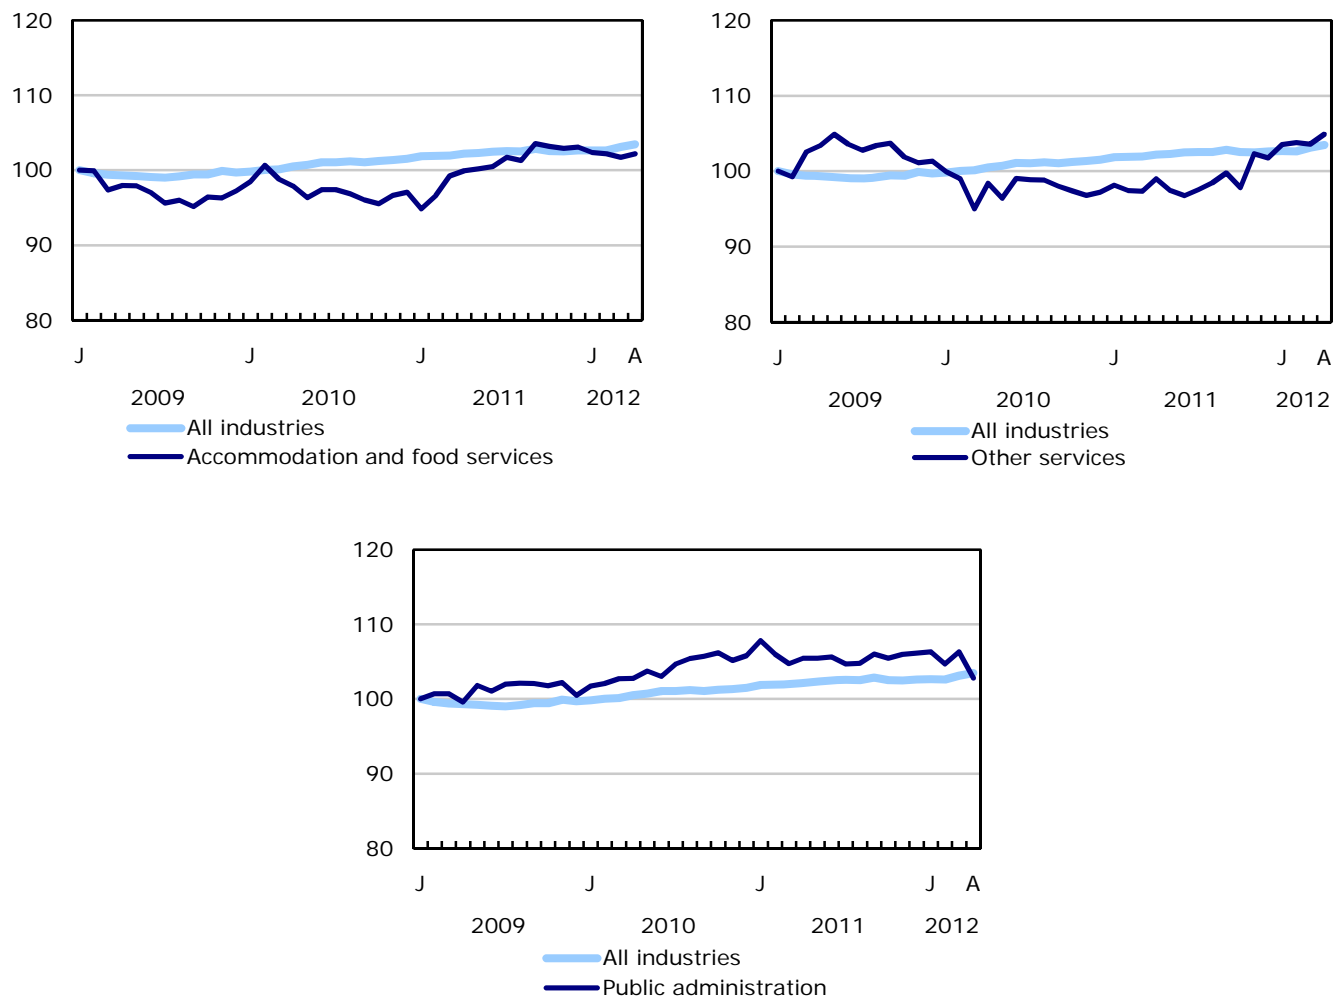 120
110
100
90
80
J J J J A
2009 2010 2011 2012
All industries
Accommodation and food services
120
110
100
90
80
J J J J A
2009 2010 2011 2012
All industries
Other services
120
110
100
90
80
J J J J A
2009 2010 2011 2012
All industries
Public administration